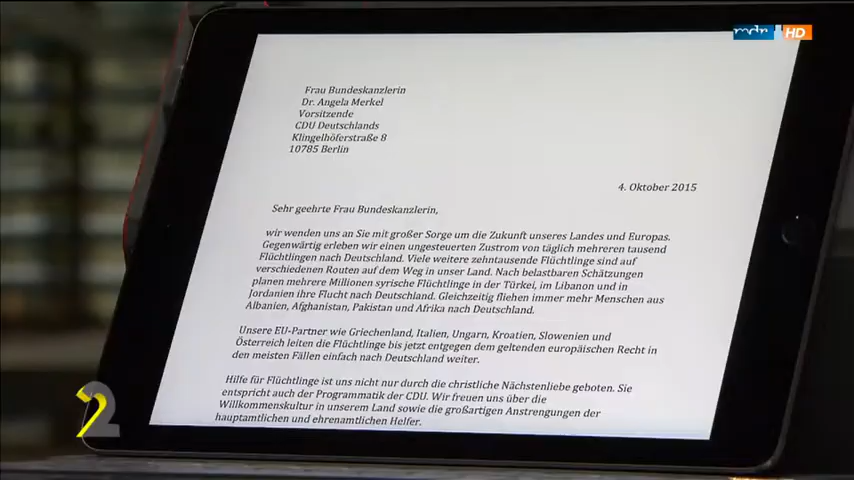 mdr HD
Frau Bundeskanzlerin
Dr. Angela Merkel
Vorsitzende
CDU Deutschlands
Klingelhöferstraße 8
10785 Berlin
4. Oktober 2015
Sehr geehrte Frau Bundeskanzlerin,
wir wenden uns an Sie mit großer Sorge um die Zukunft unseres Landes und Europas.
Gegenwärtig erleben wir einen ungesteuerten Zustrom von täglich mehreren tausend
Flüchtlingen nach Deutschland. Viele weitere zehntausende Flüchtlinge sind auf
verschiedenen Routen auf dem Weg in unser Land. Nach belastbaren Schätzungen
planen mehrere Millionen syrische Flüchtlinge in der Türkei, im Libanon und in
Jordanien ihre Flucht nach Deutschland. Gleichzeitig fliehen immer mehr Menschen aus
Albanien, Afghanistan, Pakistan und Afrika nach Deutschland.
Unsere EU-Partner wie Griechenland, Italien, Ungarn, Kroatien, Slowenien und
Österreich leiten die Flüchtlinge bis jetzt entgegen dem geltenden europäischen Recht in
den meisten Fällen einfach nach Deutschland weiter.
Hilfe für Flüchtlinge ist uns nicht nur durch die christliche Nächstenliebe geboten. Sie
entspricht auch der Programmatik der CDU. Wir freuen uns über die
Willkommenskultur in unserem Land sowie die großartigen Anstrengungen der
hauptamtlichen und ehrenamtlichen Helfer.
2